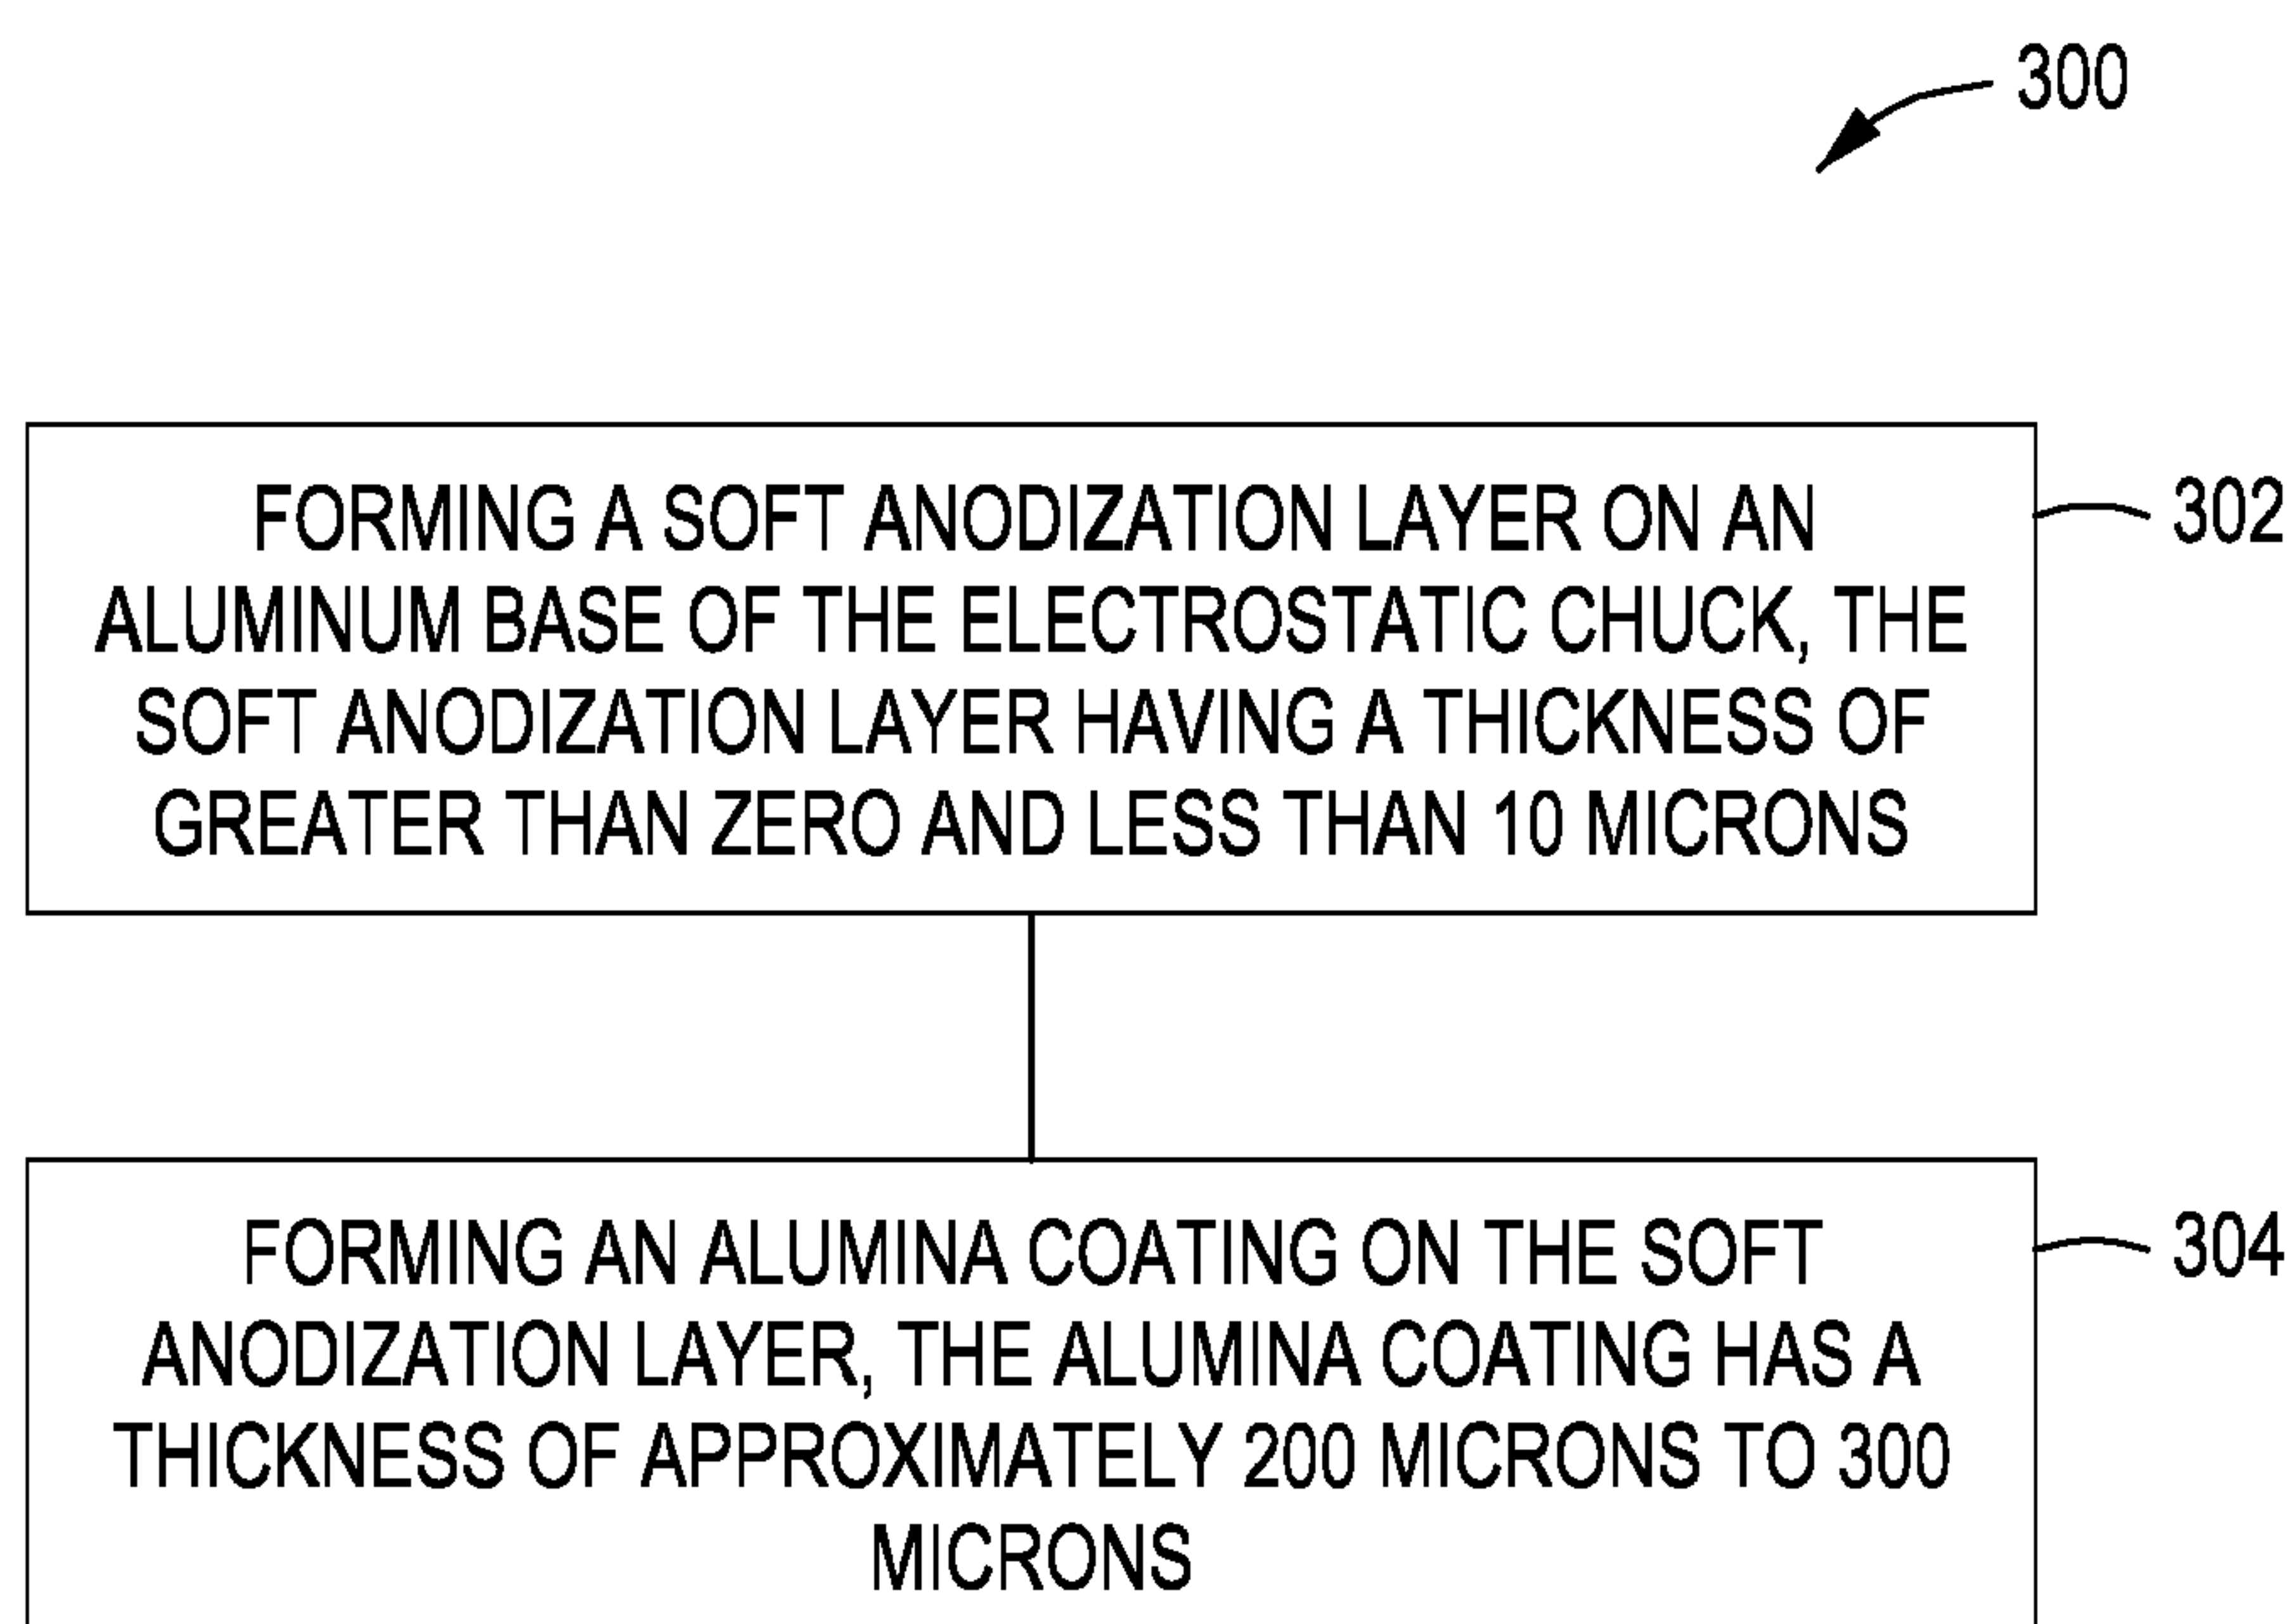 300
FORMING A SOFT ANODIZATION LAYER ON AN
302
ALUMINUM BASE OF THE ELECTROSTATIC CHUCK, THE
SOFT ANODIZATION LAYER HAVING A THICKNESS OF
GREATER THAN ZERO AND LESS THAN 10 MICRONS
FORMING AN ALUMINA COATING ON THE SOFT
304
ANODIZATION LAYER, THE ALUMINA COATING HAS A
THICKNESS OF APPROXIMATELY 200 MICRONS TO 300
MICRONS